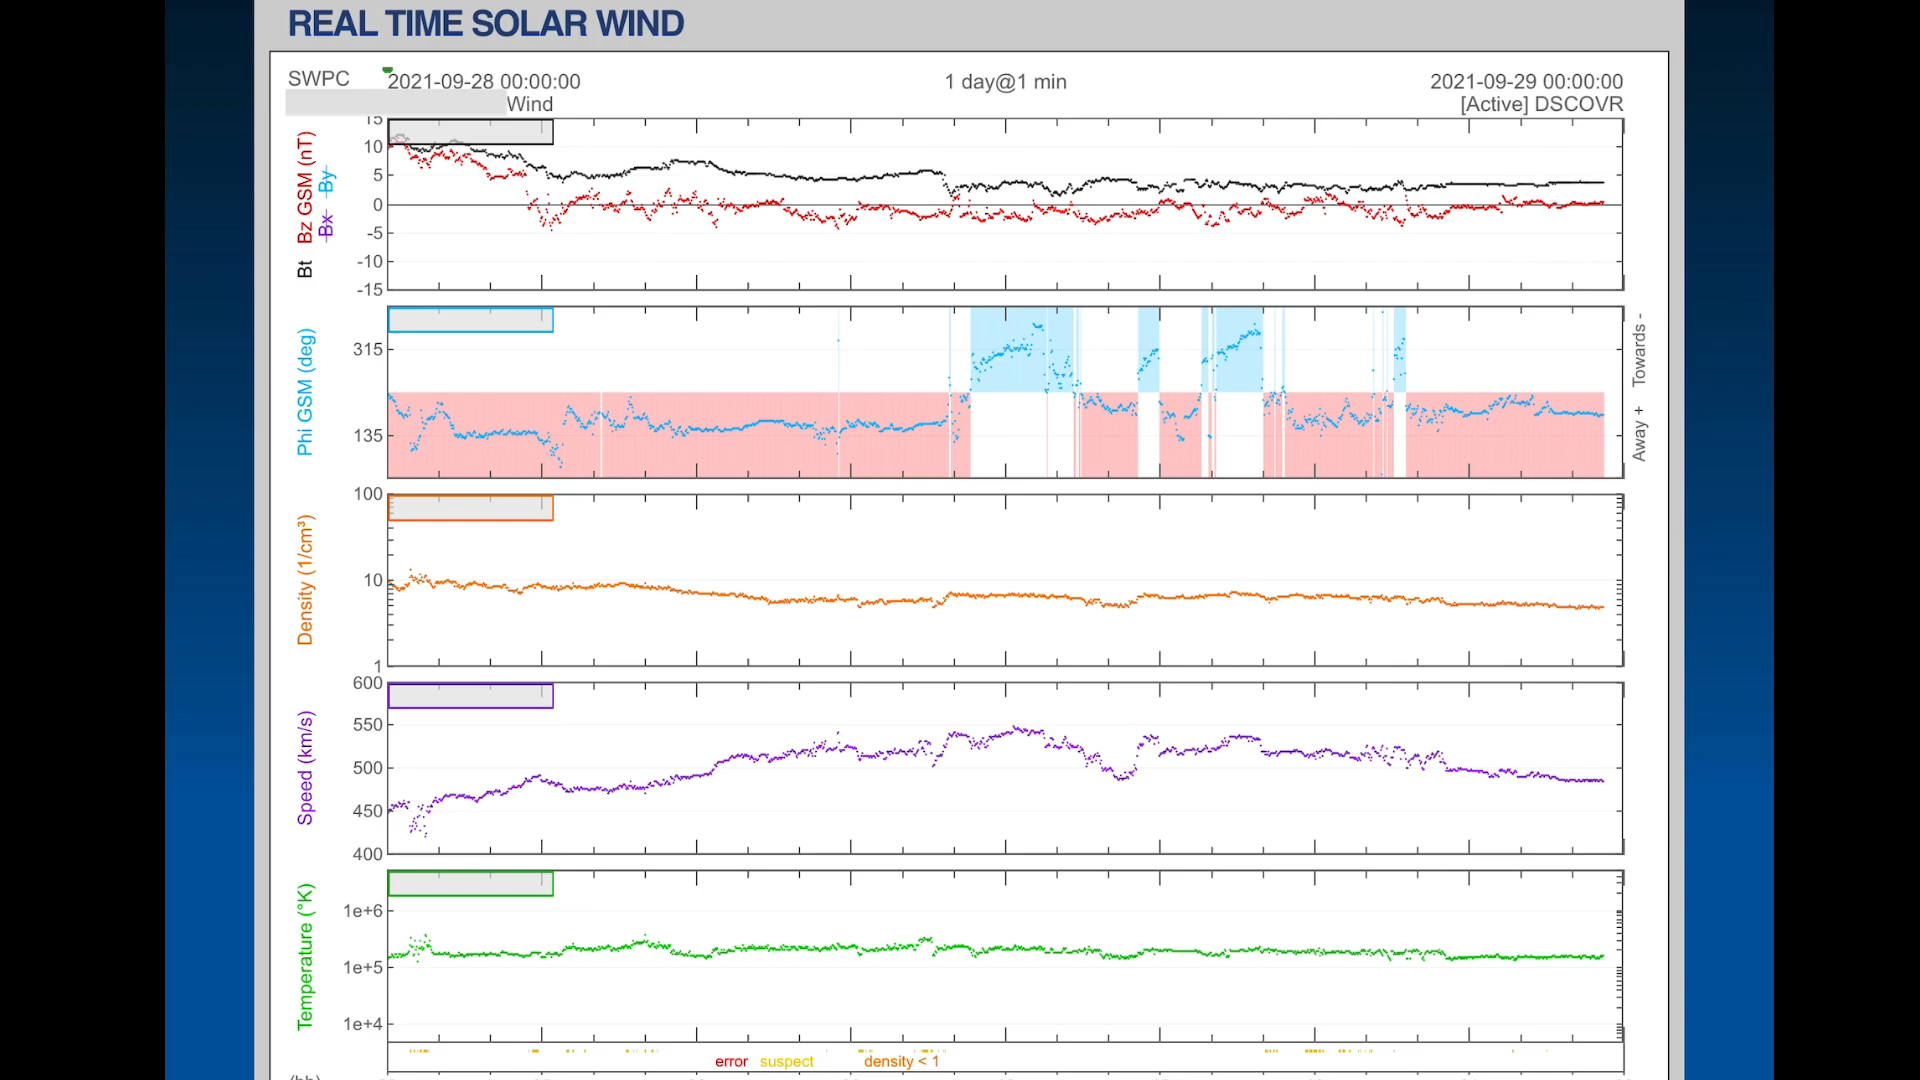 REAL TIME SOLAR WIND
SWPC 2021-09-28 00:00:00 1 day@1 min 2021-09-29 00:00:00
Wind [Active] DSCOVR
Bt Bz GSM (nT)
Bx By
15
10
5
0
-5
-10
-15
Phi GSM (deg)
315
135
Towards -
Away +
Density (1/cm³)
100
10
1
Speed (km/s)
600
550
500
450
400
Temperature (°K)
1e+6
1e+5
1e+4
error suspect density < 1